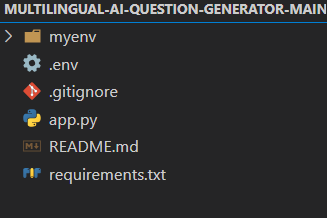 MULTILINGUAL-AI-QUESTION-GENERATOR-MAIN
myenv
.env
.gitignore
app.py
README.md
requirements.txt